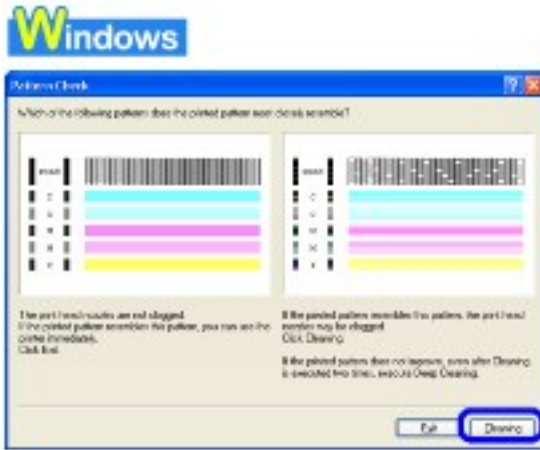 Windows
Pattern Check
Which of the following patterns does the printed pattern most closely resemble?
C
M
Y
C
M
Y
The print head nozzles are not clogged.
If the printed pattern resembles this pattern, you can use the
printer immediately.
Click Exit.
If the printed pattern resembles this pattern, the print head
nozzles may be clogged.
Click Cleaning.
If the printed pattern does not improve, even after Cleaning
is executed two times, execute Deep Cleaning.
Exit
Cleaning